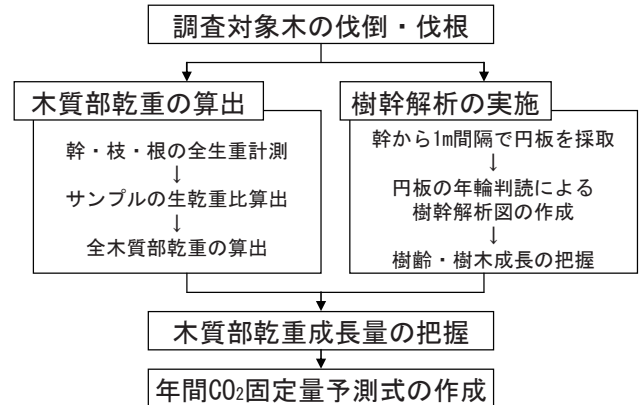 調査対象木の伐倒・伐根
木質部乾重の算出
幹・枝・根の全生重計測
↓
サンプルの生乾重比算出
↓
全木質部乾重の算出
樹幹解析の実施
幹から1m間隔で円板を採取
↓
円板の年輪判読による
樹幹解析図の作成
↓
樹齢・樹木成長の把握
木質部乾重成長量の把握
年間CO₂固定量予測式の作成